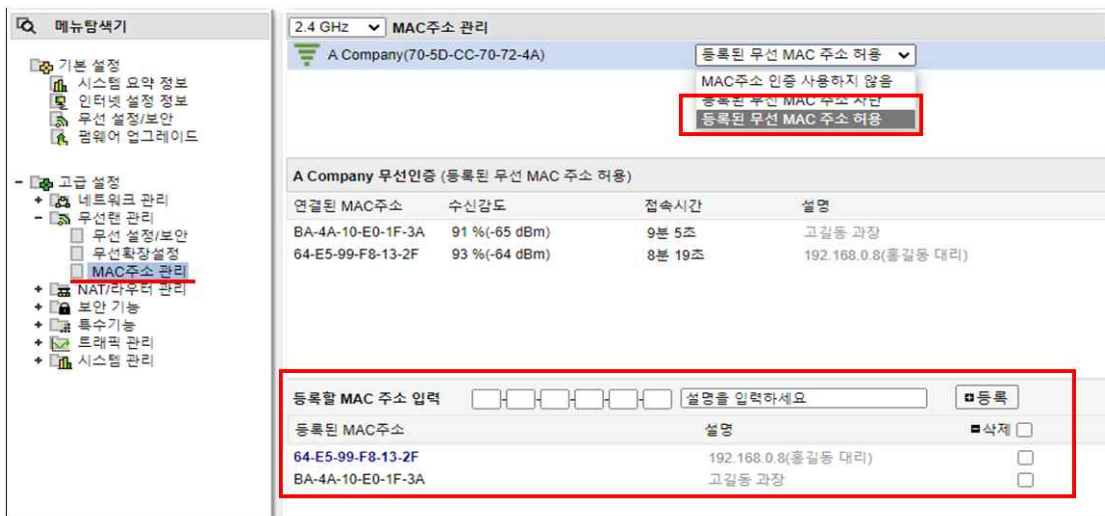 메뉴탐색기
기본 설정
시스템 요약 정보
인터넷 설정 정보
무선 설정/보안
펌웨어 업그레이드
고급 설정
네트워크 관리
무선랜 관리
무선 설정/보안
무선확장설정
MAC주소 관리
NAT/라우터 관리
보안 기능
특수기능
트래픽 관리
시스템 관리
2.4 GHz MAC주소 관리
A Company(70-5D-CC-70-72-4A) 등록된 무선 MAC 주소 허용
MAC주소 인증 사용하지 않음
등록된 무선 MAC 주소 차단
등록된 무선 MAC 주소 허용
A Company 무선인증 (등록된 무선 MAC 주소 허용)
연결된 MAC주소 수신감도 접속시간 설명
BA-4A-10-E0-1F-3A 91 %(-65 dBm) 9분 5초 고길동 과장
64-E5-99-F8-13-2F 93 %(-64 dBm) 8분 19초 192.168.0.8(홍길동 대리)
등록할 MAC 주소 입력 - - - - - 설명을 입력하세요 등록
등록된 MAC주소 설명 삭제
64-E5-99-F8-13-2F 192.168.0.8(홍길동 대리)
BA-4A-10-E0-1F-3A 고길동 과장